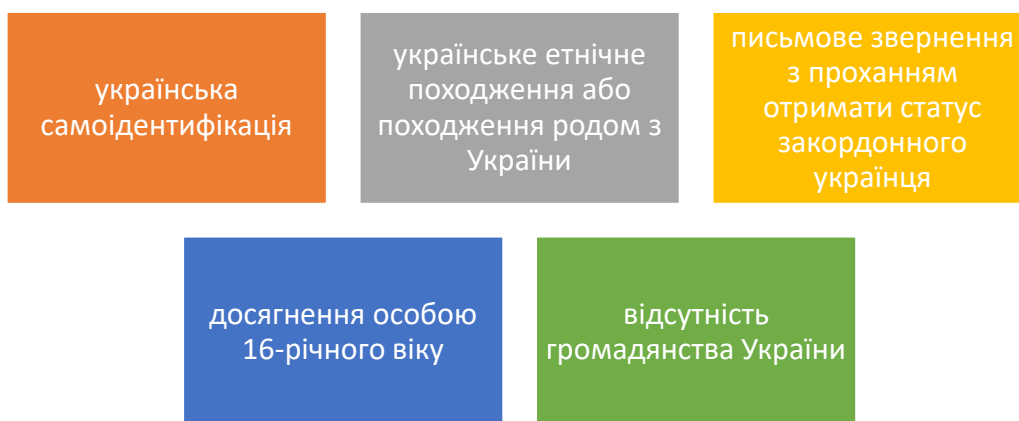 українська
самоідентифікація
українське етнічне
походження або
походження родом з
України
письмове звернення
з проханням
отримати статус
закордонного
українця
досягнення особою
16-річного віку
відсутність
громадянства України